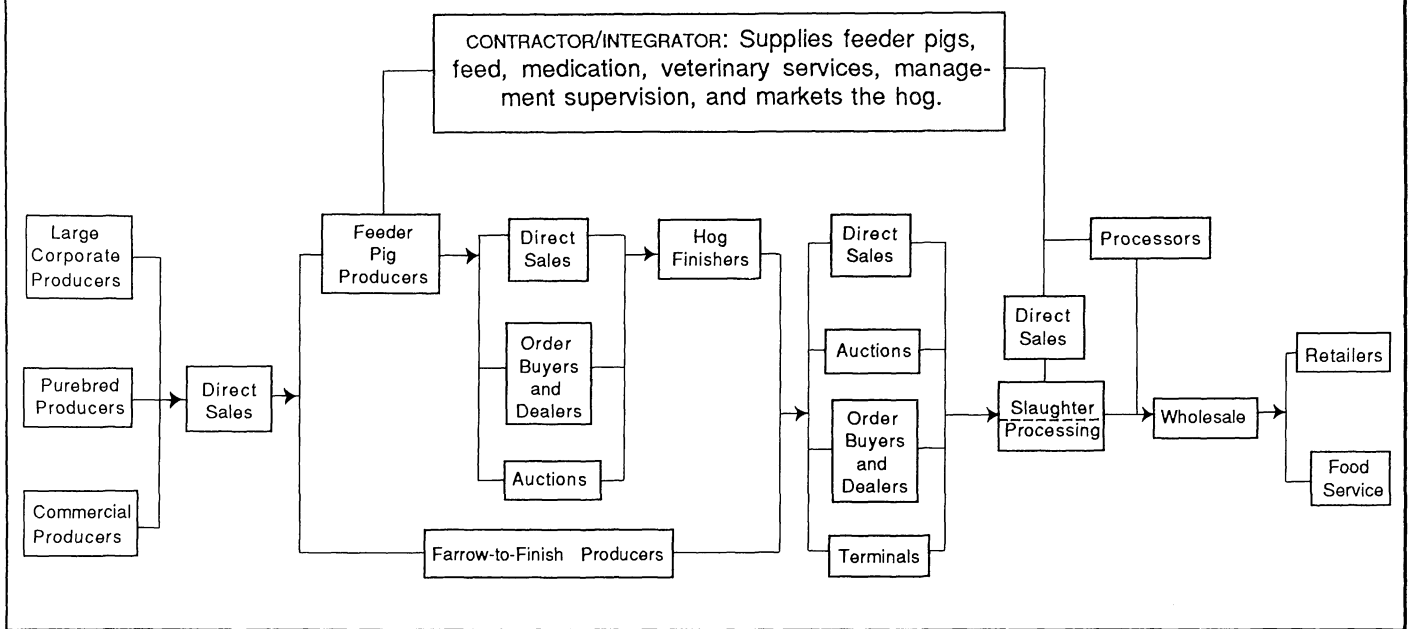 CONTRACTOR/INTEGRATOR: Supplies feeder pigs,
feed, medication, veterinary services, manage-
ment supervision, and markets the hog.
Large
Corporate
Producers
Purebred
Producers
Commercial
Producers
Direct
Sales
Feeder
Pig
Producers
Direct
Sales
Order
Buyers
and
Dealers
Auctions
Farrow-to-Finish Producers
Hog
Finishers
Direct
Sales
Auctions
Order
Buyers
and
Dealers
Terminals
Processors
Direct
Sales
Slaughter
Processing
Wholesale
Retailers
Food
Service